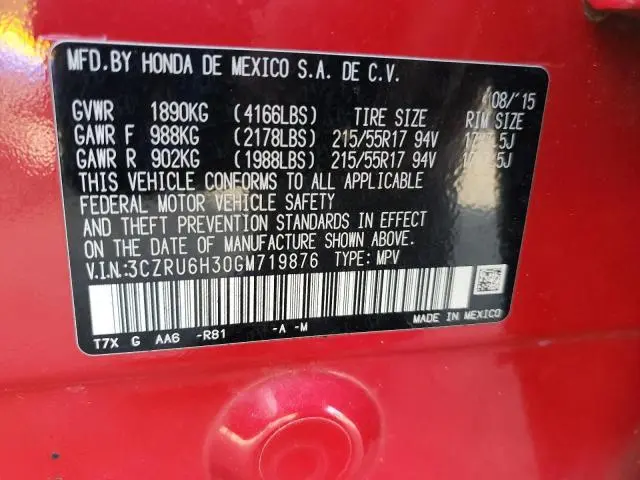 MFD.BY HONDA DE MEXICO S.A. DE C.V.
08/'15
GVWR 1890KG (4166LBS) TIRE SIZE RIM SIZE
GAWR F 988KG (2178LBS) 215/55R17 94V
GAWR R 902KG (1988LBS) 215/55R17 94V
THIS VEHICLE CONFORMS TO ALL APPLICABLE
FEDERAL MOTOR VEHICLE SAFETY
AND THEFT PREVENTION STANDARDS IN EFFECT
ON THE DATE OF MANUFACTURE SHOWN ABOVE.
V.I.N.:3CZRU6H30GM719876 TYPE: MPV
MADE IN MEXICO
T7X G AA6 -R81 -A -M